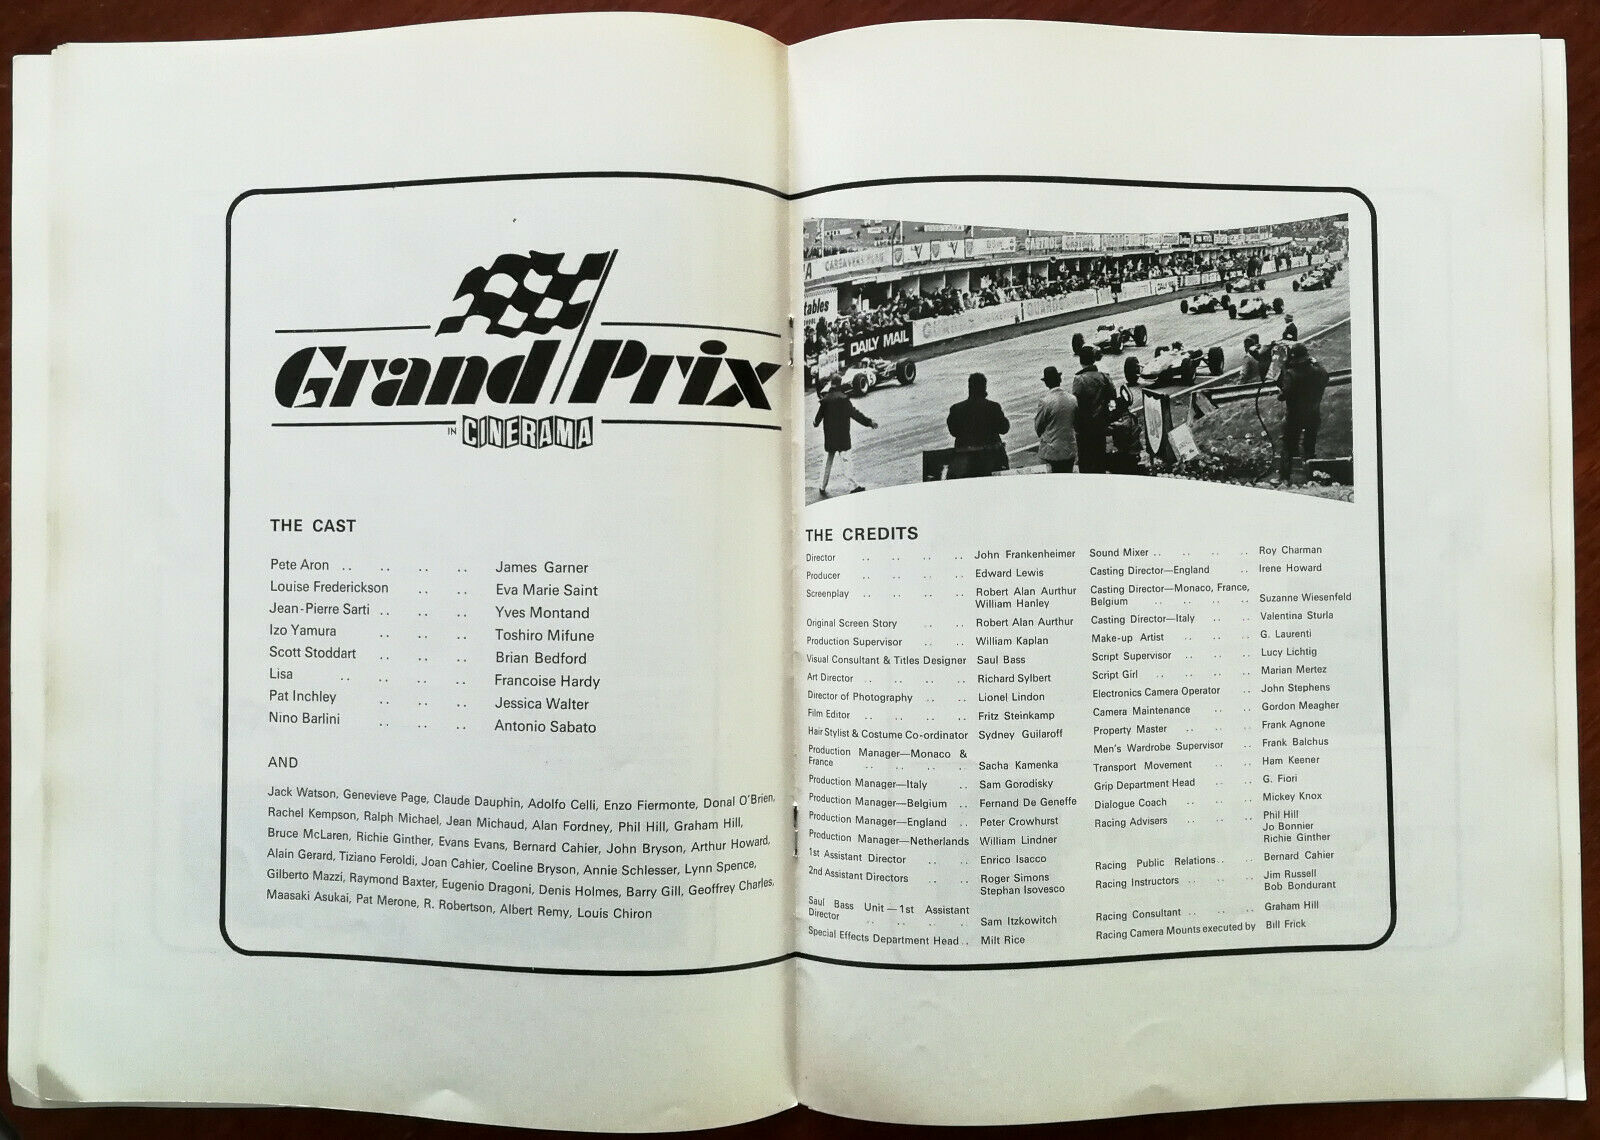 Grand Prix
IN CINERAMA
THE CAST
Pete Aron .. .. .. .. James Garner
Louise Frederickson .. .. Eva Marie Saint
Jean-Pierre Sarti .. .. .. Yves Montand
Izo Yamura .. .. .. Toshiro Mifune
Scott Stoddart .. .. .. Brian Bedford
Lisa .. .. .. .. Francoise Hardy
Pat Inchley .. .. .. Jessica Walter
Nino Barlini .. .. .. Antonio Sabato
AND
Jack Watson, Genevieve Page, Claude Dauphin, Adolfo Celli, Enzo Fiermonte, Donal O'Brien,
Rachel Kempson, Ralph Michael, Jean Michaud, Alan Fordney, Phil Hill, Graham Hill,
Bruce McLaren, Richie Ginther, Evans Evans, Bernard Cahier, John Bryson, Arthur Howard,
Alain Gerard, Tiziano Feroldi, Joan Cahier, Coeline Bryson, Annie Schlesser, Lynn Spence,
Gilberto Mazzi, Raymond Baxter, Eugenio Dragoni, Denis Holmes, Barry Gill, Geoffrey Charles,
Maasaki Asukai, Pat Merone, R. Robertson, Albert Remy, Louis Chiron
DAILY MAIL
THE CREDITS
Director .. .. .. .. John Frankenheimer
Producer .. .. .. .. Edward Lewis
Screenplay .. .. .. .. Robert Alan Aurthur
William Hanley
Original Screen Story .. .. Robert Alan Aurthur
Production Supervisor .. .. William Kaplan
Visual Consultant & Titles Designer Saul Bass
Art Director .. .. .. .. Richard Sylbert
Director of Photography .. .. Lionel Lindon
Film Editor .. .. .. .. Fritz Steinkamp
Hair Stylist & Costume Co-ordinator Sydney Guilaroff
Production Manager—Monaco &
France .. .. .. .. Sacha Kamenka
Production Manager—Italy .. Sam Gorodisky
Production Manager—Belgium .. Fernand De Geneffe
Production Manager—England .. Peter Crowhurst
Production Manager—Netherlands William Lindner
1st Assistant Director .. .. Enrico Isacco
2nd Assistant Directors .. .. Roger Simons
Stephan Isovesco
Saul Bass Unit—1st Assistant
Director .. .. .. .. Sam Itzkowitch
Special Effects Department Head .. Milt Rice
Sound Mixer .. .. .. .. Roy Charman
Casting Director—England .. Irene Howard
Casting Director—Monaco, France,
Belgium .. .. .. .. Suzanne Wiesenfeld
Casting Director—Italy .. .. Valentina Sturla
Make-up Artist .. .. .. G. Laurenti
Script Supervisor .. .. .. Lucy Lichtig
Script Girl .. .. .. .. Marian Mertez
Electronics Camera Operator .. John Stephens
Camera Maintenance .. .. Gordon Meagher
Property Master .. .. .. Frank Agnone
Men's Wardrobe Supervisor .. Frank Balchus
Transport Movement .. .. Ham Keener
Grip Department Head .. .. G. Fiori
Dialogue Coach .. .. .. Mickey Knox
Racing Advisers .. .. .. Phil Hill
Jo Bonnier
Richie Ginther
Racing Public Relations .. .. Bernard Cahier
Racing Instructors .. .. .. Jim Russell
Bob Bondurant
Racing Consultant .. .. .. Graham Hill
Racing Camera Mounts executed by Bill Frick